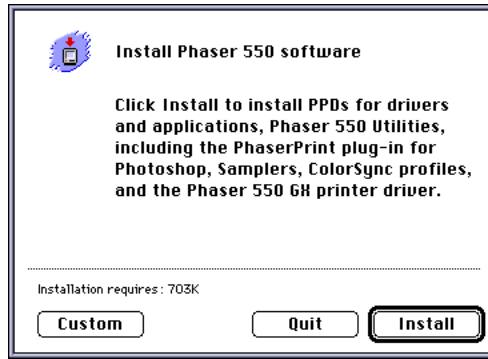 Install Phaser 550 software
Click Install to install PPDs for drivers
and applications, Phaser 550 Utilities,
including the PhaserPrint plug-in for
Photoshop, Samplers, ColorSync profiles,
and the Phaser 550 GX printer driver.
Installation requires: 703K
Custom
Quit
Install